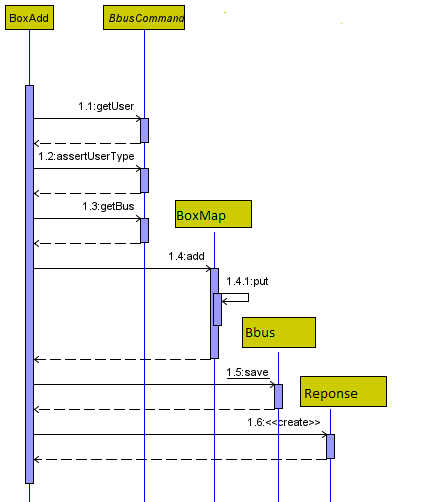 BoxAdd
BbusCommand
1.1:getUser
1.2:assertUserType
1.3:getBus
BoxMap
1.4:add
1.4.1:put
Bbus
1.5:save
Reponse
1.6:<<create>>